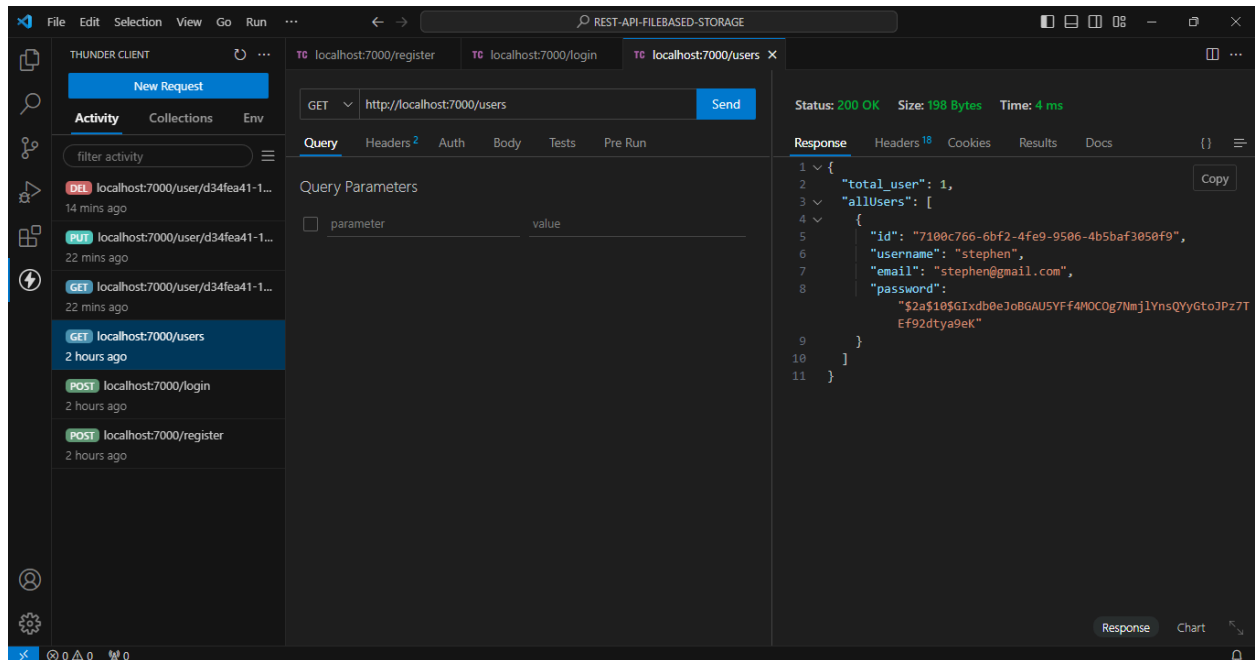 File Edit Selection View Go Run ··· REST-API-FILEBASED-STORAGE
THUNDER CLIENT
New Request
Activity Collections Env
filter activity
DEL localhost:7000/user/d34fea41-1...
14 mins ago
PUT localhost:7000/user/d34fea41-1...
22 mins ago
GET localhost:7000/user/d34fea41-1...
22 mins ago
GET localhost:7000/users
2 hours ago
POST localhost:7000/login
2 hours ago
POST localhost:7000/register
2 hours ago
TC localhost:7000/register TC localhost:7000/login TC localhost:7000/users
GET http://localhost:7000/users Send
Query Headers 2 Auth Body Tests Pre Run
Query Parameters
parameter value
Status: 200 OK Size: 198 Bytes Time: 4 ms
Response Headers 18 Cookies Results Docs {}
Copy
1 {
2 "total_user": 1,
3 "allUsers": [
4 {
5 "id": "7100c766-6bf2-4fe9-9506-4b5baf3050f9",
6 "username": "stephen",
7 "email": "stephen@gmail.com",
8 "password":
"$2a$10$GIxdb0eJoBGAU5YFf4MOCOg7NmjlYnsQYyGtoJPz7T
Ef92dtya9eK"
9 }
10 ]
11 }
Response Chart
0 0 0